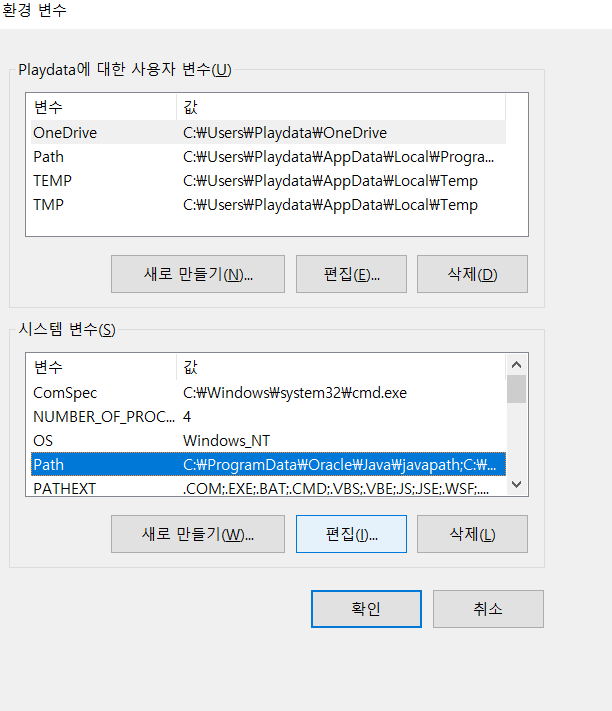 환경 변수
Playdata에 대한 사용자 변수(U)
변수 값
OneDrive C:₩Users₩Playdata₩OneDrive
Path C:₩Users₩Playdata₩AppData₩Local₩Progra...
TEMP C:₩Users₩Playdata₩AppData₩Local₩Temp
TMP C:₩Users₩Playdata₩AppData₩Local₩Temp
새로 만들기(N)... 편집(E)... 삭제(D)
시스템 변수(S)
변수 값
ComSpec C:₩Windows₩system32₩cmd.exe
NUMBER_OF_PROC... 4
OS Windows_NT
Path C:₩ProgramData₩Oracle₩Java₩javapath;C:₩...
PATHEXT .COM;.EXE;.BAT;.CMD;.VBS;.VBE;.JS;.JSE;.WSF;....
새로 만들기(W)... 편집(I)... 삭제(L)
확인 취소